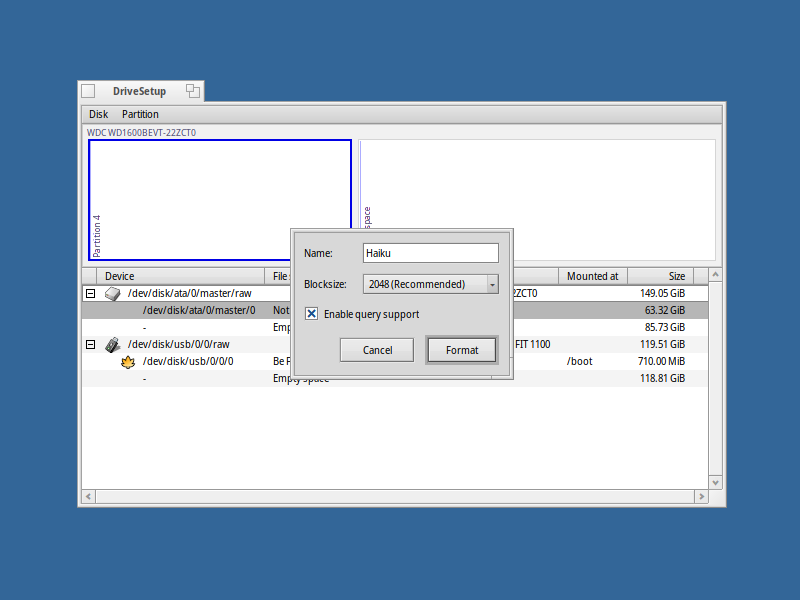 DriveSetup
Disk Partition
WDC WD1600BEVT-22ZCT0
Partition 4
space
Name: Haiku
Blocksize: 2048 (Recommended)
Enable query support
Cancel Format
Device File Mounted at Size
/dev/disk/ata/0/master/raw 2ZCT0 149.05 GiB
/dev/disk/ata/0/master/0 Not 63.32 GiB
- Emp 85.73 GiB
/dev/disk/usb/0/0/raw FIT 1100 119.51 GiB
/dev/disk/usb/0/0/0 Be F /boot 710.00 MiB
- Empty space 118.81 GiB